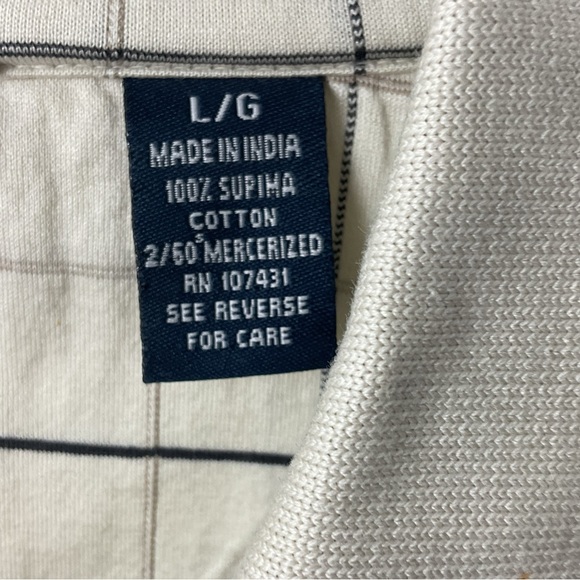 L/G
MADE IN INDIA
100% SUPIMA
COTTON
2/60s MERCERIZED
RN 107431
SEE REVERSE
FOR CARE